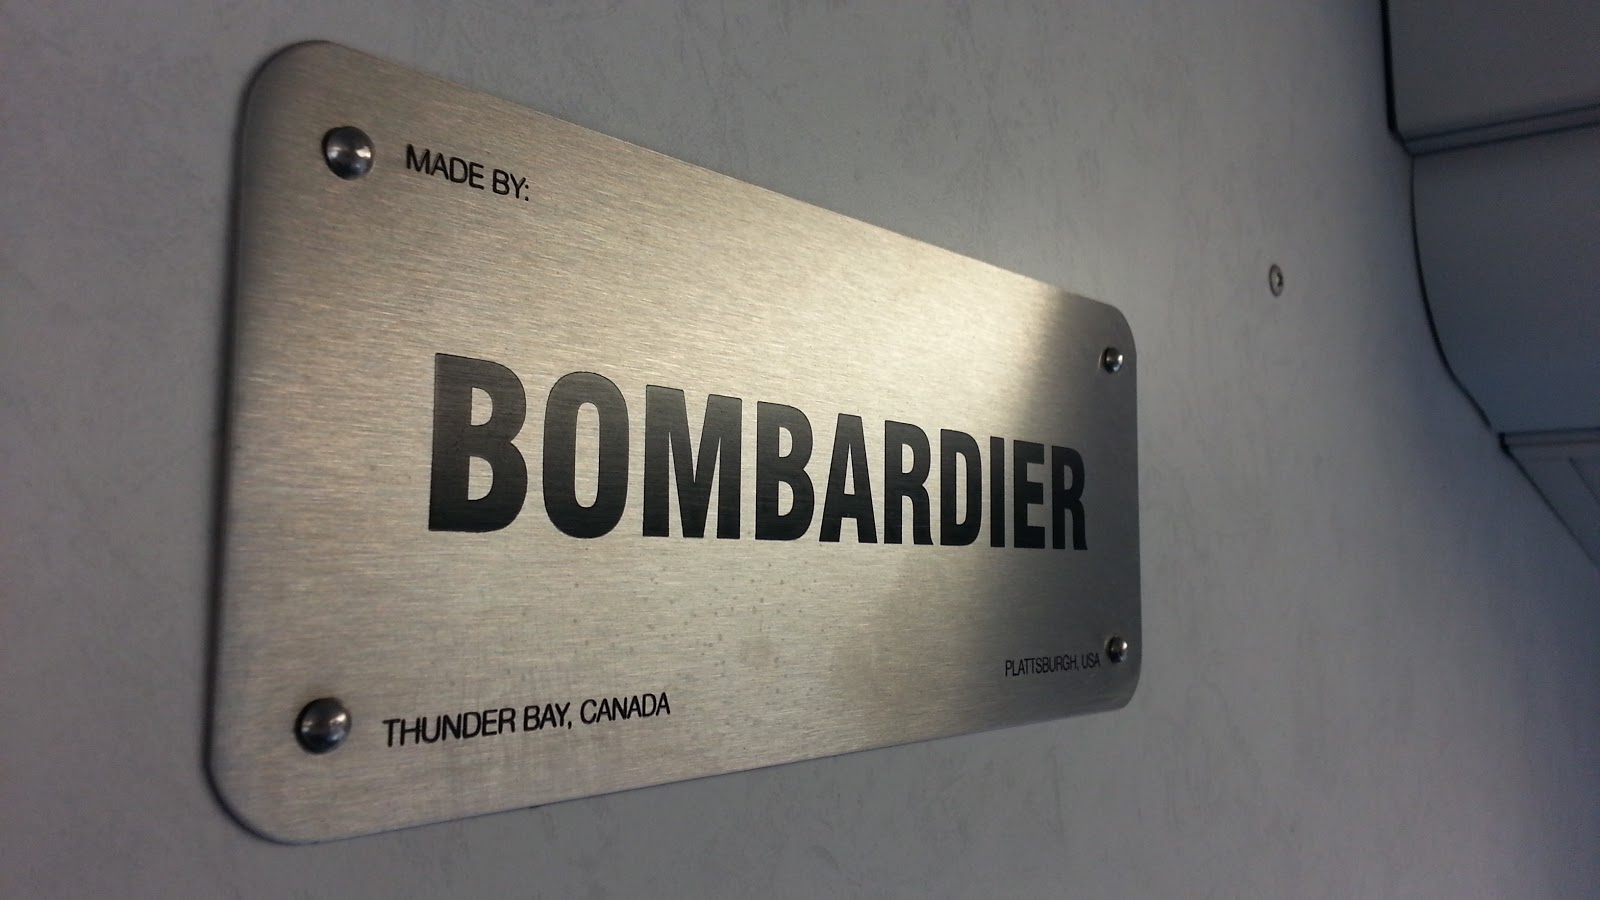 MADE BY:
BOMBARDIER
THUNDER BAY, CANADA
PLATTSBURGH, USA